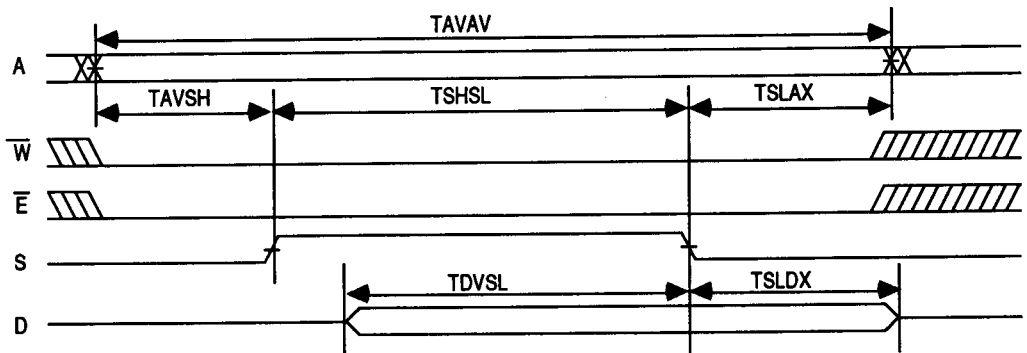 TAVAV
A
TAVSH TSHSL TSLAX
W̅
E̅
S
TDVSL TSLDX
D